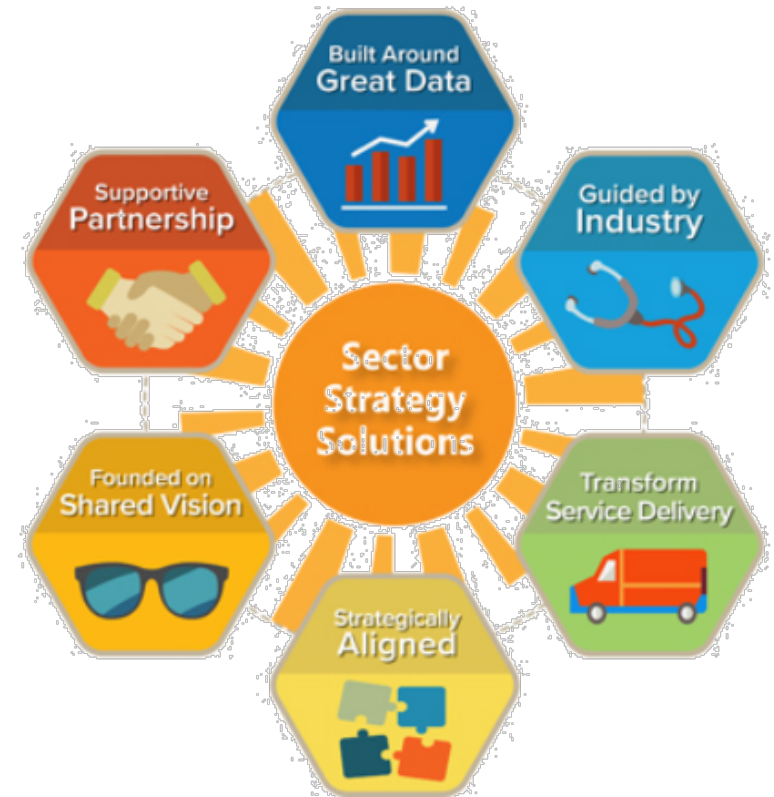 Built Around
Great Data
Guided by
Industry
Transform
Service Delivery
Strategically
Aligned
Founded on
Shared Vision
Supportive
Partnership
Sector
Strategy
Solutions